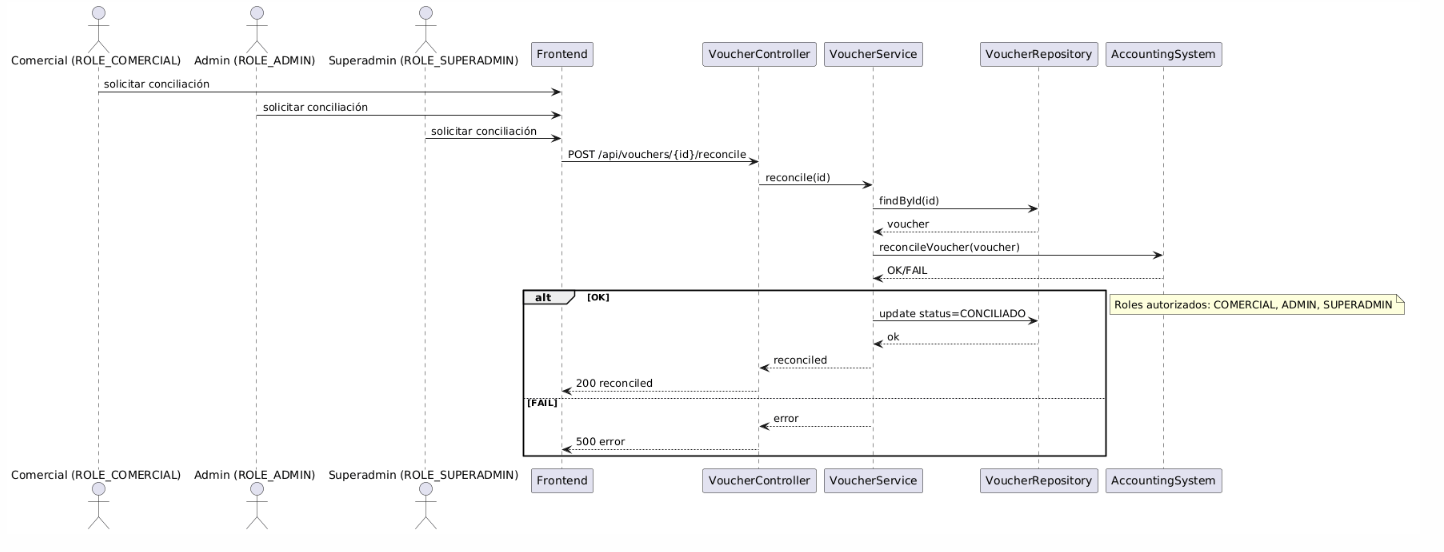 Comercial (ROLE_COMERCIAL)
Admin (ROLE_ADMIN)
Superadmin (ROLE_SUPERADMIN)
Frontend
VoucherController
VoucherService
VoucherRepository
AccountingSystem
solicitar conciliación
solicitar conciliación
solicitar conciliación
POST /api/vouchers/{id}/reconcile
reconcile(id)
findById(id)
voucher
reconcileVoucher(voucher)
OK/FAIL
alt [OK]
Roles autorizados: COMERCIAL, ADMIN, SUPERADMIN
update status=CONCILIADO
ok
reconciled
200 reconciled
[FAIL]
error
500 error
Comercial (ROLE_COMERCIAL)
Admin (ROLE_ADMIN)
Superadmin (ROLE_SUPERADMIN)
Frontend
VoucherController
VoucherService
VoucherRepository
AccountingSystem